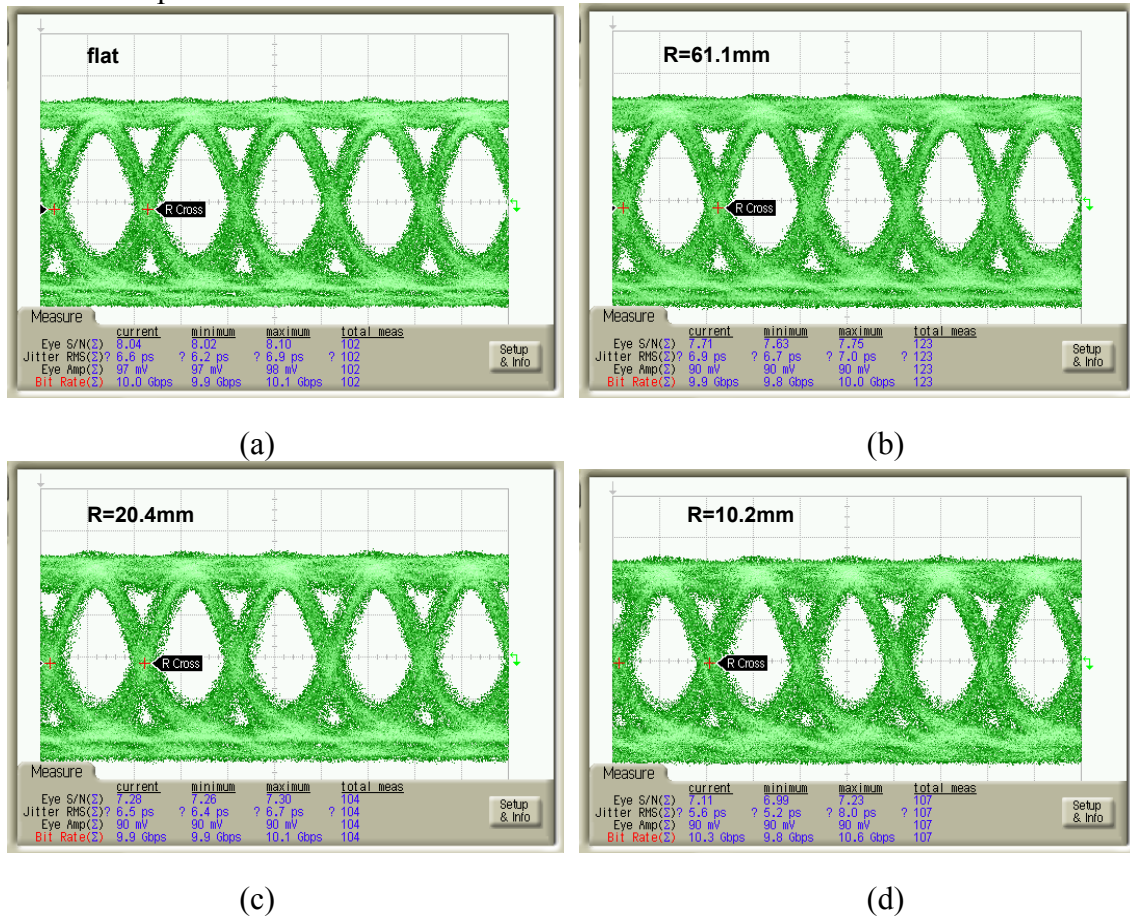 flat
R Cross
Measure
current minimum maximum total meas
Eye S/N(Σ) 8.04 8.02 8.10 102
Jitter RMS(Σ)? 6.6 ps ? 6.2 ps ? 6.9 ps ? 102
Eye Amp(Σ) 97 mV 97 mV 98 mV 102
Bit Rate(Σ) 10.0 Gbps 9.9 Gbps 10.1 Gbps 102
Setup
& Info
(a)
R=61.1mm
R Cross
Measure
current minimum maximum total meas
Eye S/N(Σ) 7.71 7.63 7.75 123
Jitter RMS(Σ)? 6.9 ps ? 6.7 ps ? 7.0 ps ? 123
Eye Amp(Σ) 90 mV 90 mV 90 mV 123
Bit Rate(Σ) 9.9 Gbps 9.8 Gbps 10.0 Gbps 123
Setup
& Info
(b)
R=20.4mm
R Cross
Measure
current minimum maximum total meas
Eye S/N(Σ) 7.28 7.26 7.30 104
Jitter RMS(Σ)? 6.5 ps ? 6.4 ps ? 6.7 ps ? 104
Eye Amp(Σ) 90 mV 90 mV 90 mV 104
Bit Rate(Σ) 9.9 Gbps 9.9 Gbps 10.1 Gbps 104
Setup
& Info
(c)
R=10.2mm
R Cross
Measure
current minimum maximum total meas
Eye S/N(Σ) 7.11 6.99 7.23 107
Jitter RMS(Σ)? 5.6 ps ? 5.2 ps ? 8.0 ps ? 107
Eye Amp(Σ) 90 mV 90 mV 90 mV 107
Bit Rate(Σ) 10.3 Gbps 9.8 Gbps 10.6 Gbps 107
Setup
& Info
(d)